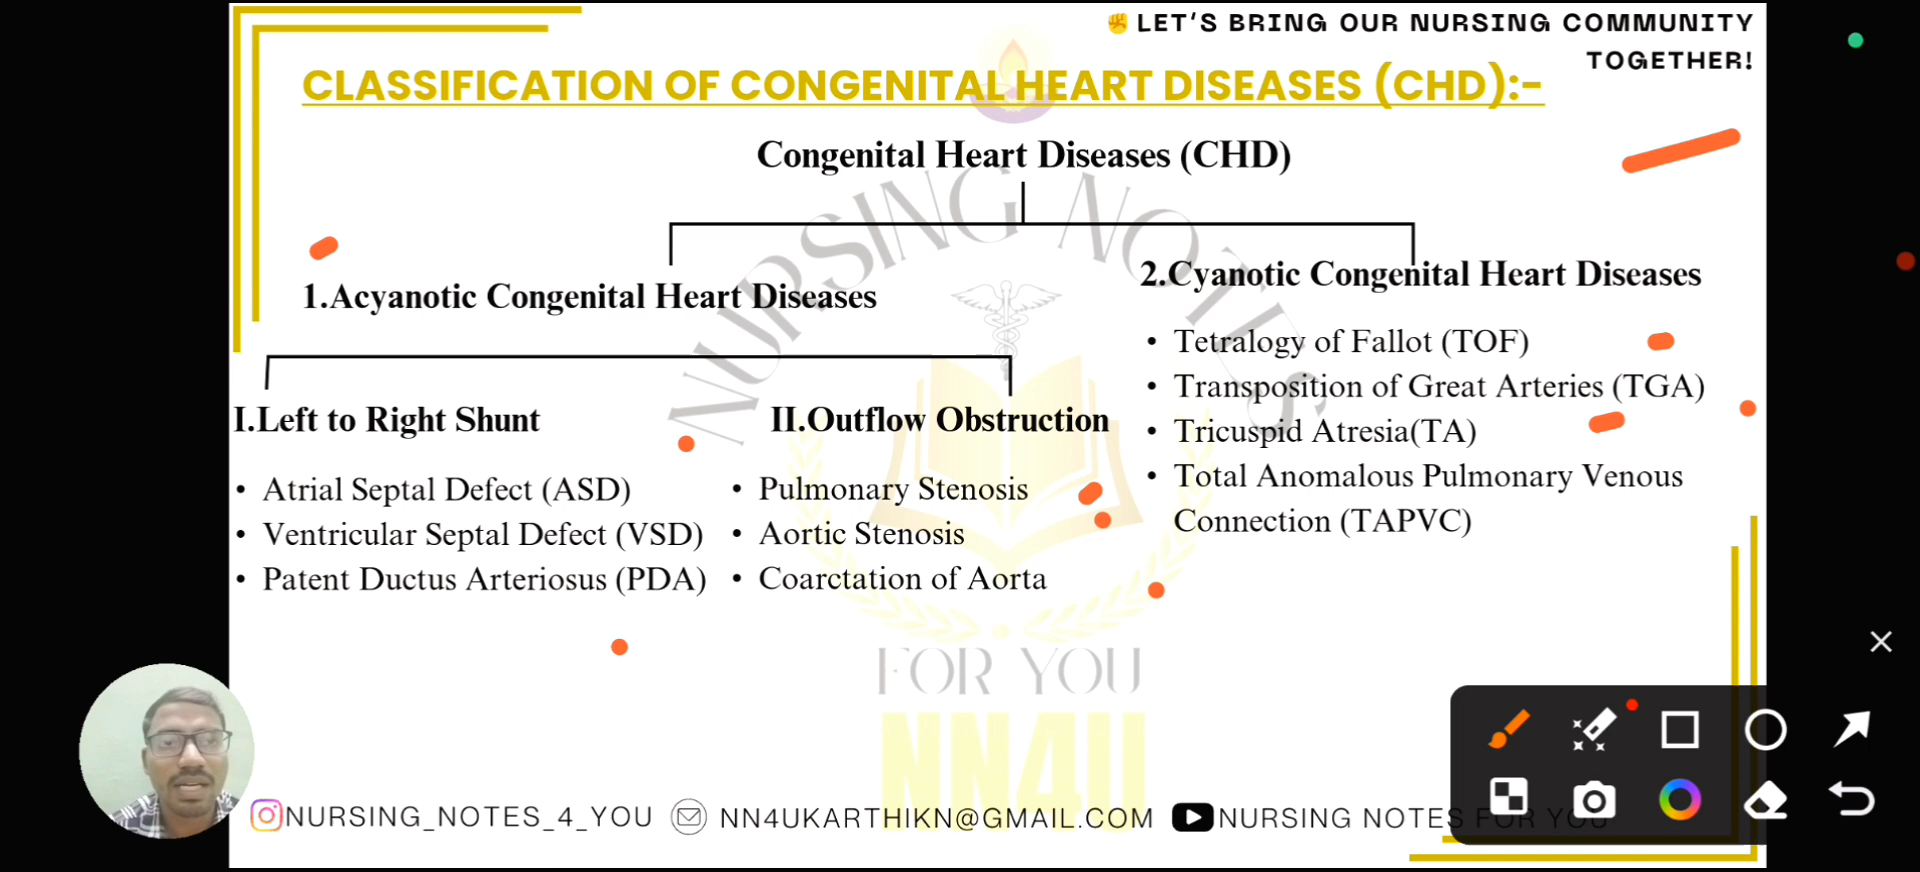 ✊ LET'S BRING OUR NURSING COMMUNITY
TOGETHER!
CLASSIFICATION OF CONGENITAL HEART DISEASES (CHD):-
Congenital Heart Diseases (CHD)
1.Acyanotic Congenital Heart Diseases
I.Left to Right Shunt
• Atrial Septal Defect (ASD)
• Ventricular Septal Defect (VSD)
• Patent Ductus Arteriosus (PDA)
II.Outflow Obstruction
• Pulmonary Stenosis
• Aortic Stenosis
• Coarctation of Aorta
2.Cyanotic Congenital Heart Diseases
• Tetralogy of Fallot (TOF)
• Transposition of Great Arteries (TGA)
• Tricuspid Atresia(TA)
• Total Anomalous Pulmonary Venous
Connection (TAPVC)
NURSING NOTES
FOR YOU
NN4U
NURSING_NOTES_4_YOU NN4UKARTHIKN@GMAIL.COM NURSING NOTES FOR YOU